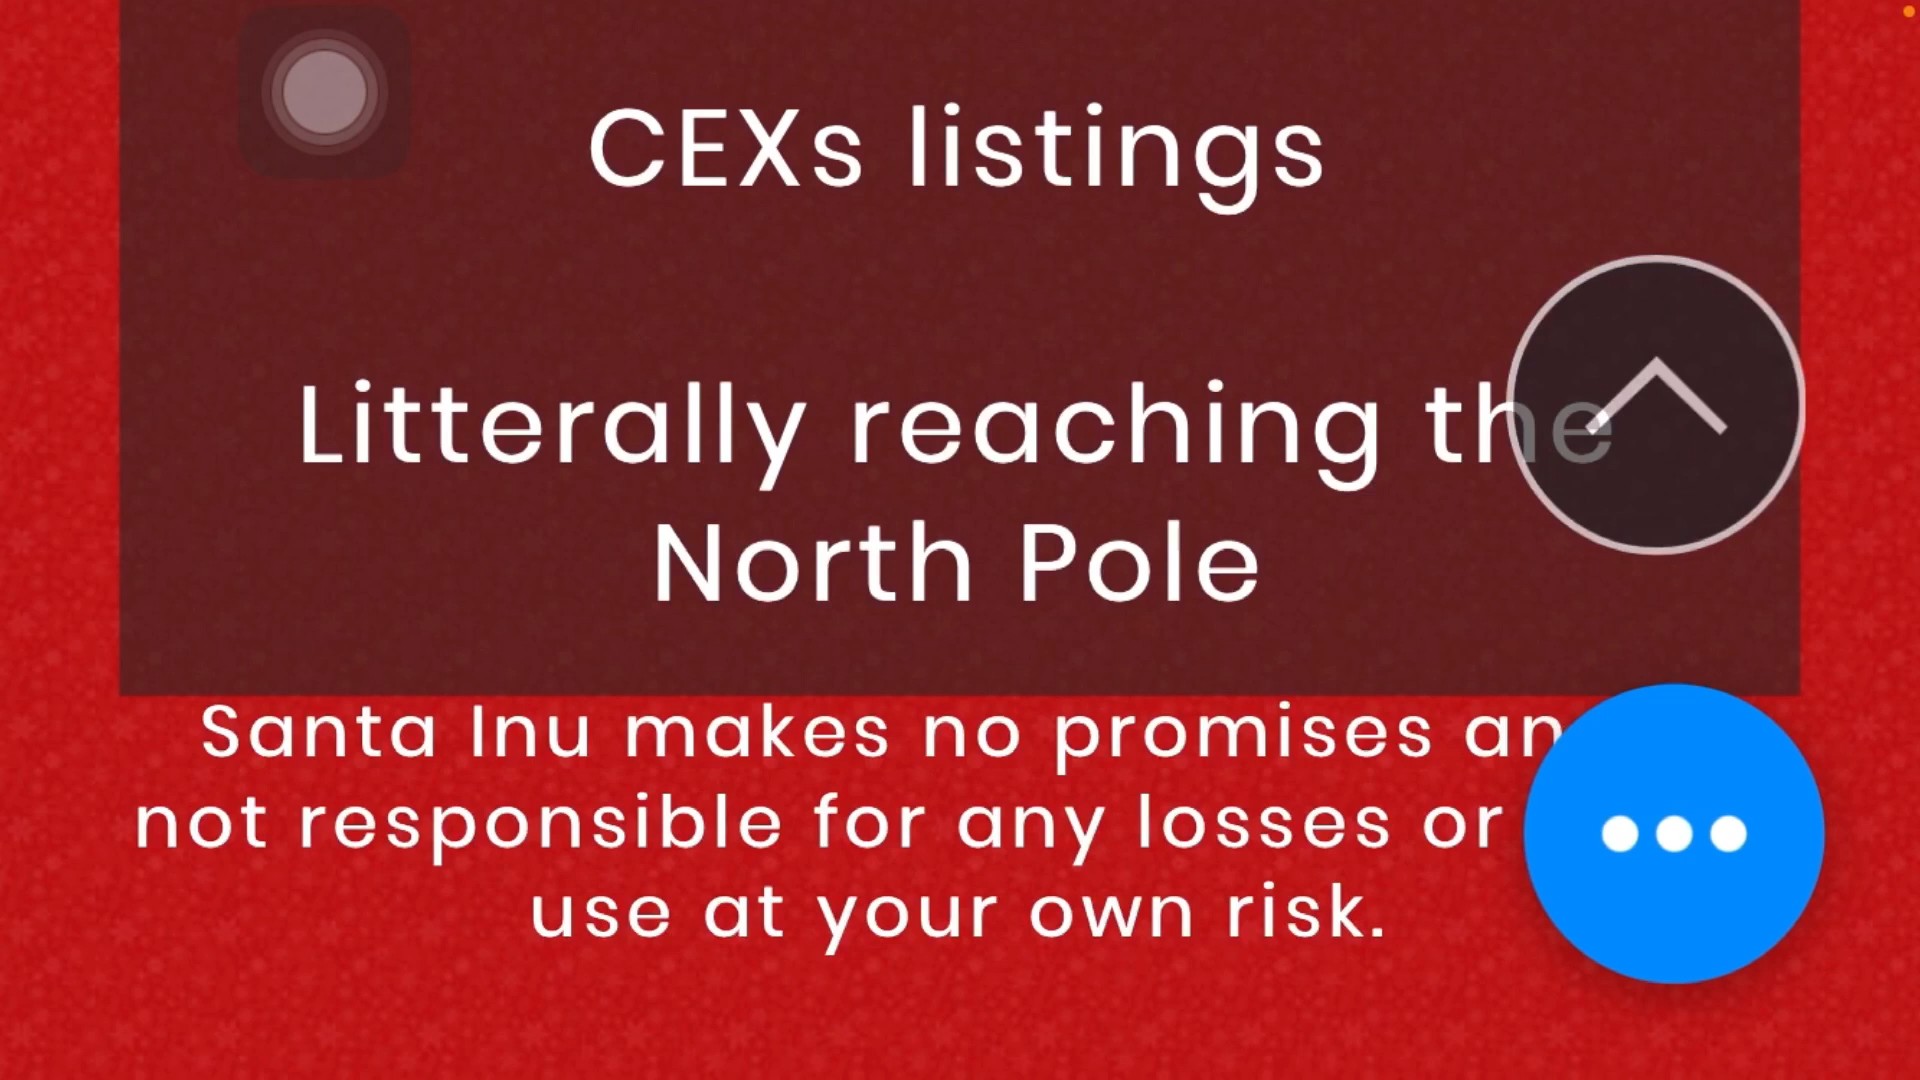 CEXs listings
Litterally reaching the
North Pole
Santa Inu makes no promises an
not responsible for any losses or
use at your own risk.